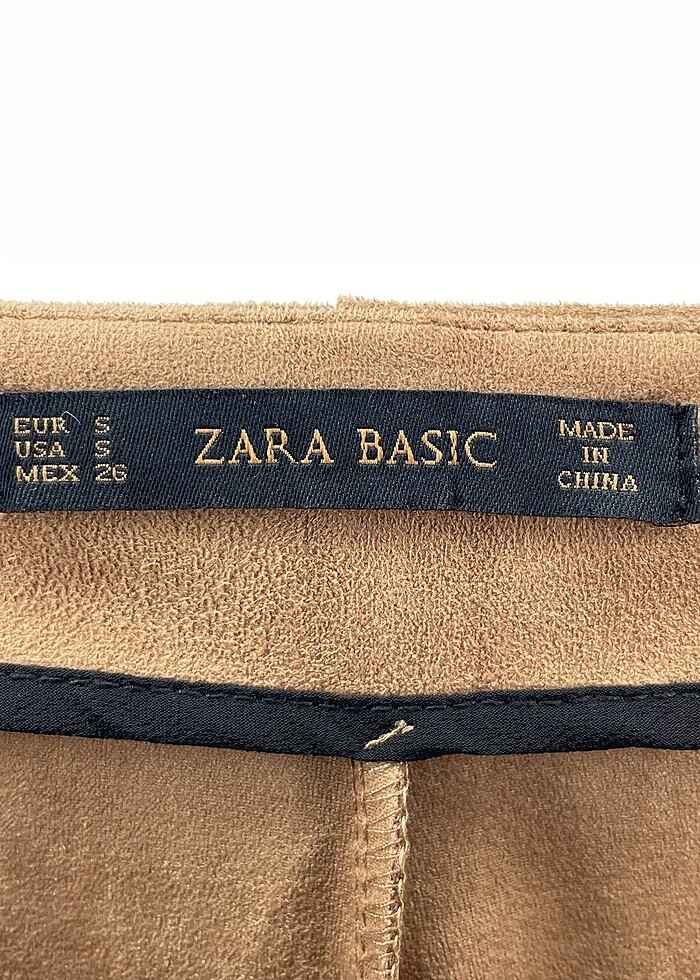 EUR S
USA S
MEX 26
ZARA BASIC
MADE
IN
CHINA